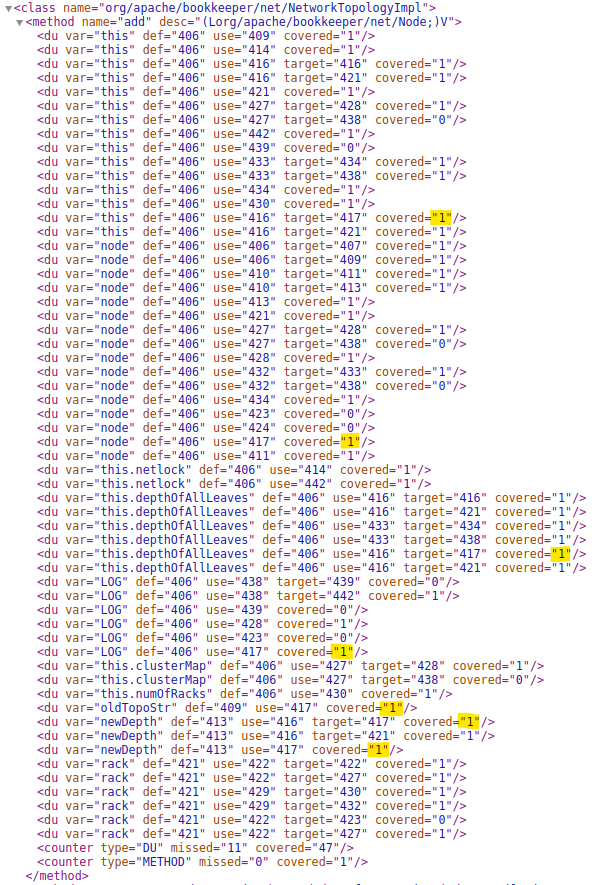 ▼<class name="org/apache/bookkeeper/net/NetworkTopologyImpl">
▼<method name="add" desc="(Lorg/apache/bookkeeper/net/Node;)V">
<du var="this" def="406" use="409" covered="1"/>
<du var="this" def="406" use="414" covered="1"/>
<du var="this" def="406" use="416" target="416" covered="1"/>
<du var="this" def="406" use="416" target="421" covered="1"/>
<du var="this" def="406" use="421" covered="1"/>
<du var="this" def="406" use="427" target="428" covered="1"/>
<du var="this" def="406" use="427" target="438" covered="0"/>
<du var="this" def="406" use="442" covered="1"/>
<du var="this" def="406" use="439" covered="0"/>
<du var="this" def="406" use="433" target="434" covered="1"/>
<du var="this" def="406" use="433" target="438" covered="1"/>
<du var="this" def="406" use="434" covered="1"/>
<du var="this" def="406" use="430" covered="1"/>
<du var="this" def="406" use="416" target="417" covered="1"/>
<du var="this" def="406" use="416" target="421" covered="1"/>
<du var="node" def="406" use="406" target="407" covered="1"/>
<du var="node" def="406" use="406" target="409" covered="1"/>
<du var="node" def="406" use="410" target="411" covered="1"/>
<du var="node" def="406" use="410" target="413" covered="1"/>
<du var="node" def="406" use="413" covered="1"/>
<du var="node" def="406" use="421" covered="1"/>
<du var="node" def="406" use="427" target="428" covered="1"/>
<du var="node" def="406" use="427" target="438" covered="0"/>
<du var="node" def="406" use="428" covered="1"/>
<du var="node" def="406" use="432" target="433" covered="1"/>
<du var="node" def="406" use="432" target="438" covered="0"/>
<du var="node" def="406" use="434" covered="1"/>
<du var="node" def="406" use="423" covered="0"/>
<du var="node" def="406" use="424" covered="0"/>
<du var="node" def="406" use="417" covered="1"/>
<du var="node" def="406" use="411" covered="1"/>
<du var="this.netlock" def="406" use="414" covered="1"/>
<du var="this.netlock" def="406" use="442" covered="1"/>
<du var="this.depthOfAllLeaves" def="406" use="416" target="416" covered="1"/>
<du var="this.depthOfAllLeaves" def="406" use="416" target="421" covered="1"/>
<du var="this.depthOfAllLeaves" def="406" use="433" target="434" covered="1"/>
<du var="this.depthOfAllLeaves" def="406" use="433" target="438" covered="1"/>
<du var="this.depthOfAllLeaves" def="406" use="416" target="417" covered="1"/>
<du var="this.depthOfAllLeaves" def="406" use="416" target="421" covered="1"/>
<du var="LOG" def="406" use="438" target="439" covered="0"/>
<du var="LOG" def="406" use="438" target="442" covered="1"/>
<du var="LOG" def="406" use="439" covered="0"/>
<du var="LOG" def="406" use="428" covered="1"/>
<du var="LOG" def="406" use="423" covered="0"/>
<du var="LOG" def="406" use="417" covered="1"/>
<du var="this.clusterMap" def="406" use="427" target="428" covered="1"/>
<du var="this.clusterMap" def="406" use="427" target="438" covered="0"/>
<du var="this.numOfRacks" def="406" use="430" covered="1"/>
<du var="oldTopoStr" def="409" use="417" covered="1"/>
<du var="newDepth" def="413" use="416" target="417" covered="1"/>
<du var="newDepth" def="413" use="416" target="421" covered="1"/>
<du var="newDepth" def="413" use="417" covered="1"/>
<du var="rack" def="421" use="422" target="422" covered="1"/>
<du var="rack" def="421" use="422" target="427" covered="1"/>
<du var="rack" def="421" use="429" target="430" covered="1"/>
<du var="rack" def="421" use="429" target="432" covered="1"/>
<du var="rack" def="421" use="422" target="423" covered="0"/>
<du var="rack" def="421" use="422" target="427" covered="1"/>
<counter type="DU" missed="11" covered="47"/>
<counter type="METHOD" missed="0" covered="1"/>
</method>